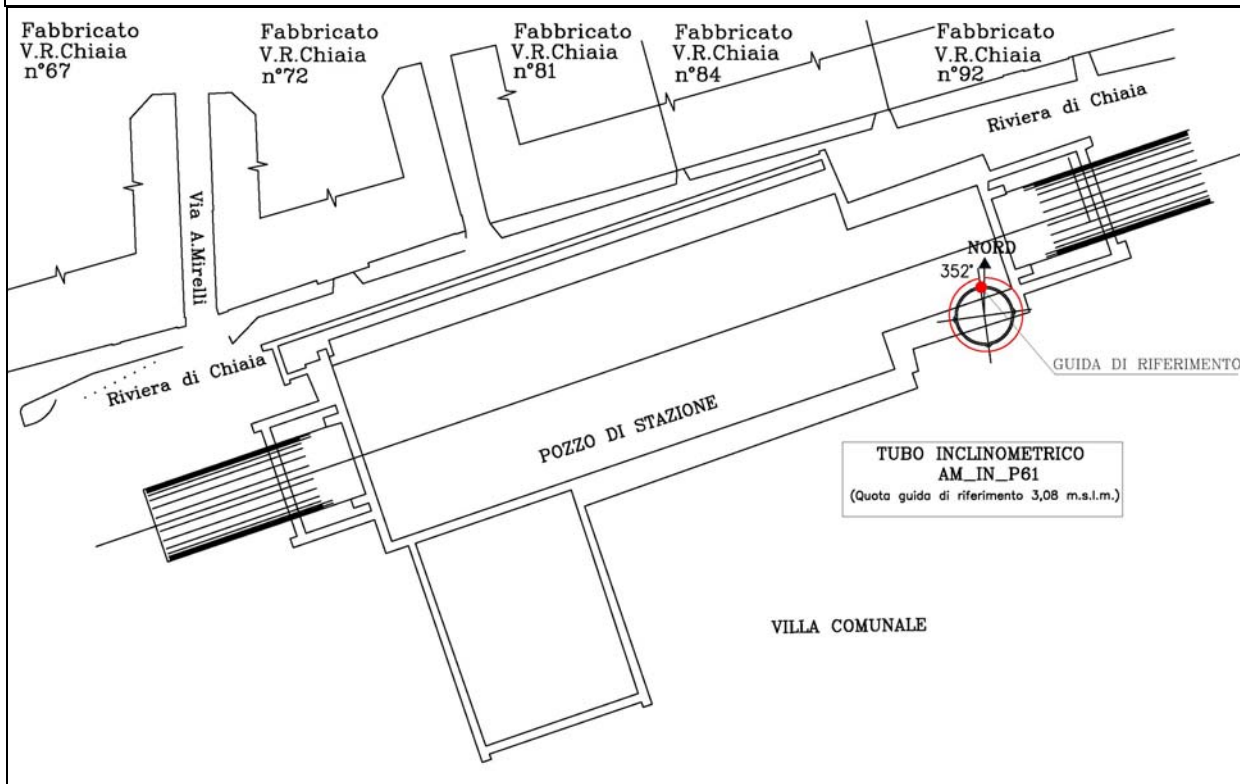 Fabbricato
V.R.Chiaia
n°67
Fabbricato
V.R.Chiaia
n°72
Fabbricato
V.R.Chiaia
n°81
Fabbricato
V.R.Chiaia
n°84
Fabbricato
V.R.Chiaia
n°92
Riviera di Chiaia
Via A.Mirelli
NORD
352°
Riviera di Chiaia
GUIDA DI RIFERIMENTO
POZZO DI STAZIONE
TUBO INCLINOMETRICO
AM_IN_P61
(Quota guida di riferimento 3,08 m.s.l.m.)
VILLA COMUNALE